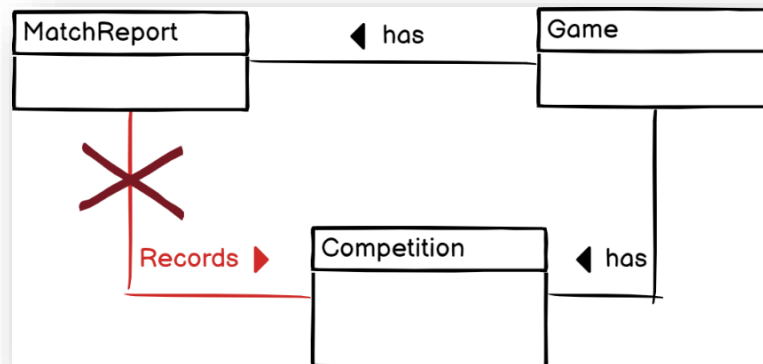 MatchReport
has
Game
Records
Competition
has